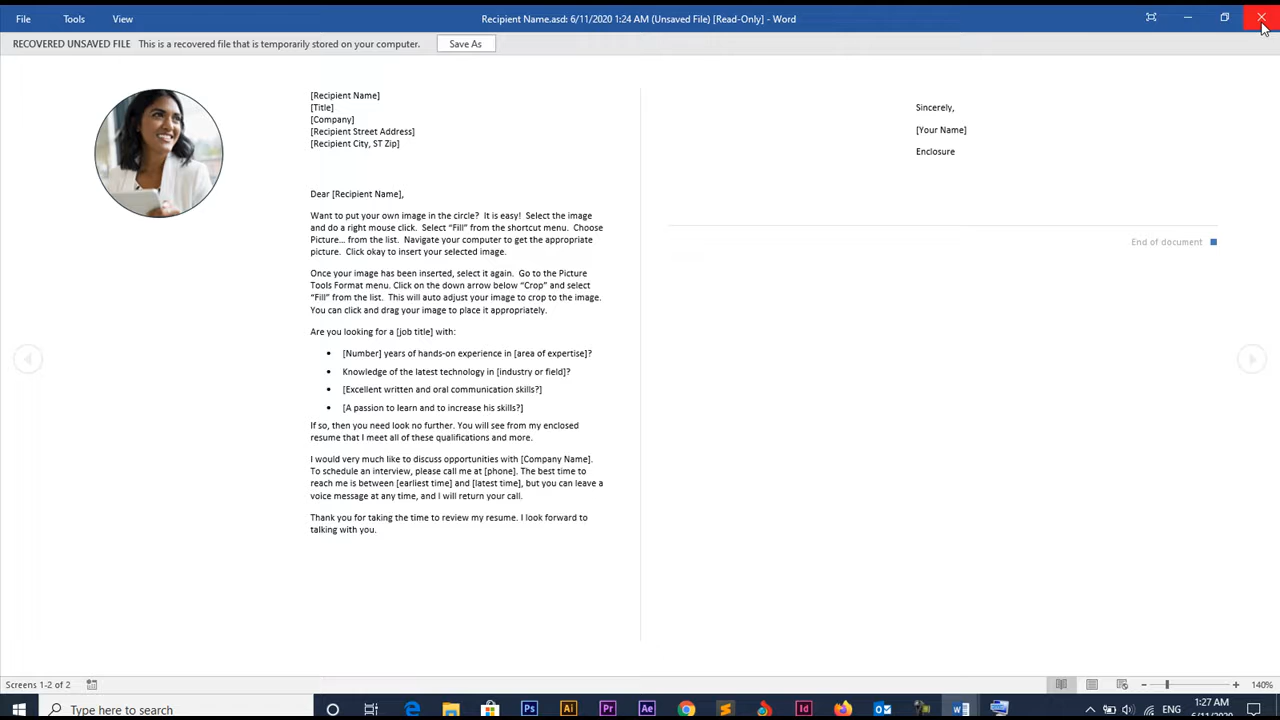 File Tools View Recipient Name.asd: 6/11/2020 1:24 AM (Unsaved File) [Read-Only] - Word
RECOVERED UNSAVED FILE This is a recovered file that is temporarily stored on your computer. Save As
[Recipient Name]
[Title]
[Company]
[Recipient Street Address]
[Recipient City, ST Zip]
Dear [Recipient Name],
Want to put your own image in the circle? It is easy! Select the image
and do a right mouse click. Select “Fill” from the shortcut menu. Choose
Picture... from the list. Navigate your computer to get the appropriate
picture. Click okay to insert your selected image.
Once your image has been inserted, select it again. Go to the Picture
Tools Format menu. Click on the down arrow below “Crop” and select
“Fill” from the list. This will auto adjust your image to crop to the image.
You can click and drag your image to place it appropriately.
Are you looking for a [job title] with:
• [Number] years of hands-on experience in [area of expertise]?
• Knowledge of the latest technology in [industry or field]?
• [Excellent written and oral communication skills?]
• [A passion to learn and to increase his skills?]
If so, then you need look no further. You will see from my enclosed
resume that I meet all of these qualifications and more.
I would very much like to discuss opportunities with [Company Name].
To schedule an interview, please call me at [phone]. The best time to
reach me is between [earliest time] and [latest time], but you can leave a
voice message at any time, and I will return your call.
Thank you for taking the time to review my resume. I look forward to
talking with you.
Sincerely,
[Your Name]
Enclosure
End of document
Screens 1-2 of 2 140%
Type here to search Ps Ai Pr Ae Id ENG 1:27 AM
6/11/2020